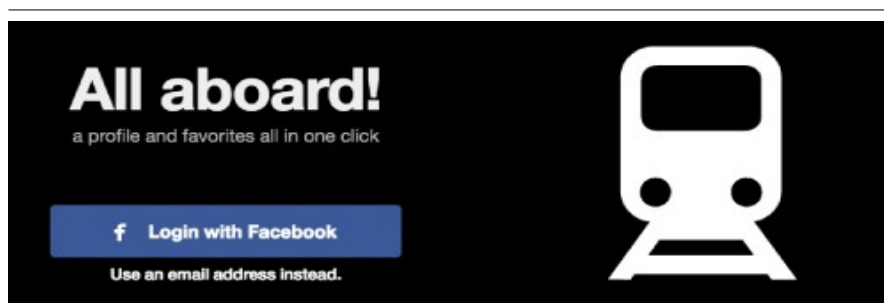 All aboard!
a profile and favorites all in one click
f Login with Facebook
Use an email address instead.